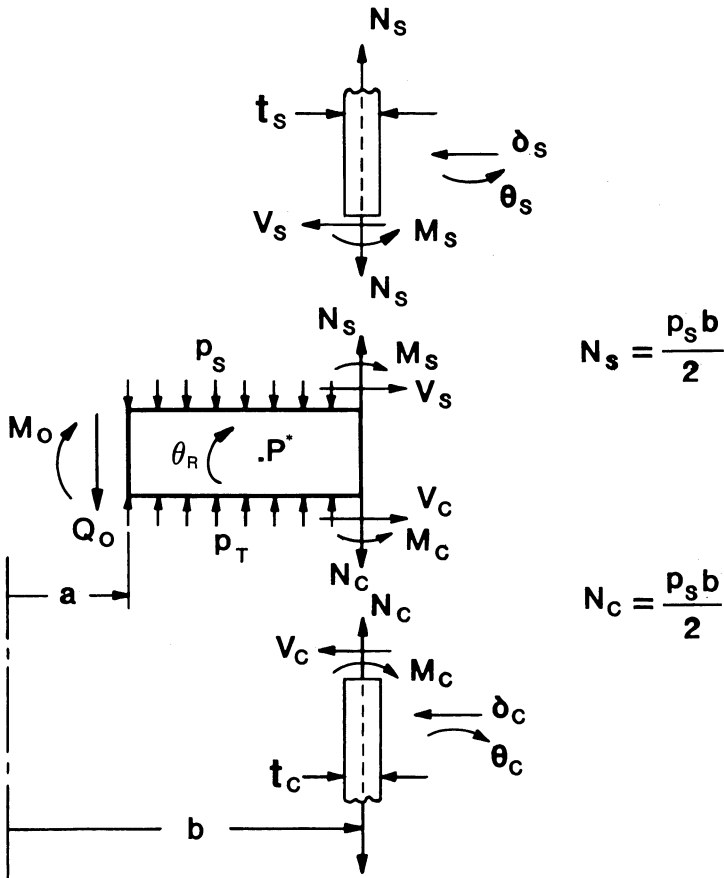 N_S
t_S
δ_S
θ_S
V_S
M_S
N_S
N_S
p_S
M_S
V_S
N_s = p_s b / 2
M_O
θ_R
.P*
Q_O
p_T
V_C
M_C
N_C
a
N_C
N_C = p_s b / 2
V_C
M_C
δ_C
θ_C
t_C
b